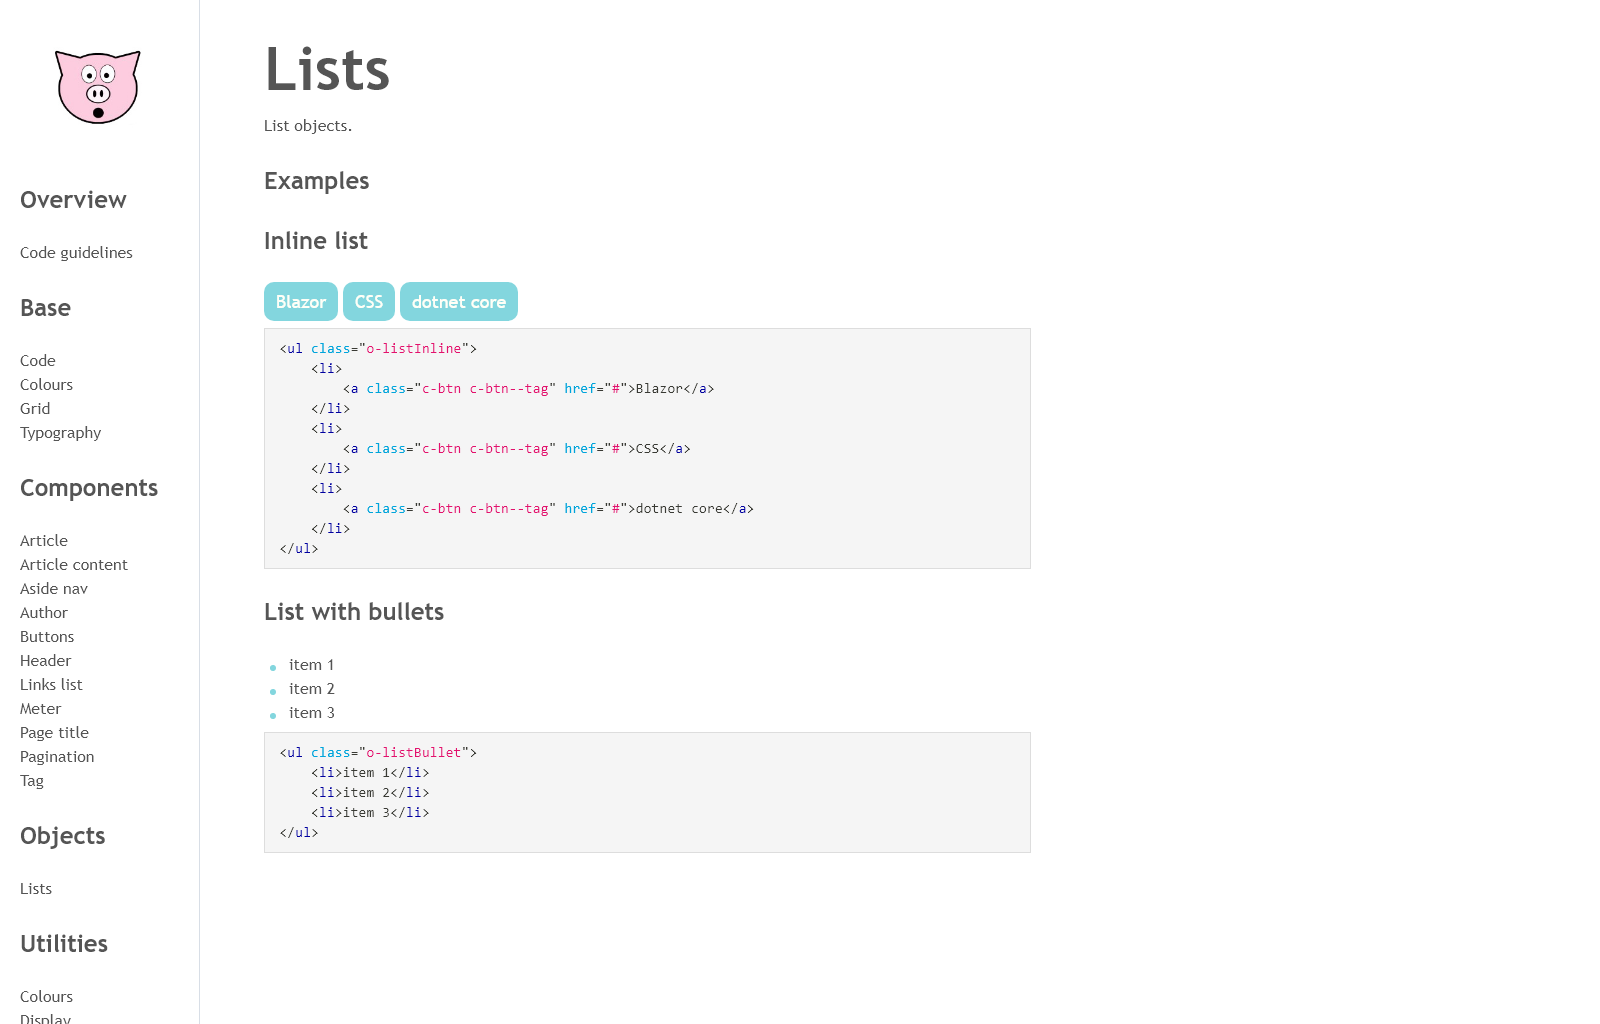 Overview
Code guidelines
Base
Code
Colours
Grid
Typography
Components
Article
Article content
Aside nav
Author
Buttons
Header
Links list
Meter
Page title
Pagination
Tag
Objects
Lists
Utilities
Colours
Display
Lists
List objects.
Examples
Inline list
Blazor CSS dotnet core
<ul class="o-listInline">
    <li>
        <a class="c-btn c-btn--tag" href="#">Blazor</a>
    </li>
    <li>
        <a class="c-btn c-btn--tag" href="#">CSS</a>
    </li>
    <li>
        <a class="c-btn c-btn--tag" href="#">dotnet core</a>
    </li>
</ul>
List with bullets
item 1
item 2
item 3
<ul class="o-listBullet">
    <li>item 1</li>
    <li>item 2</li>
    <li>item 3</li>
</ul>